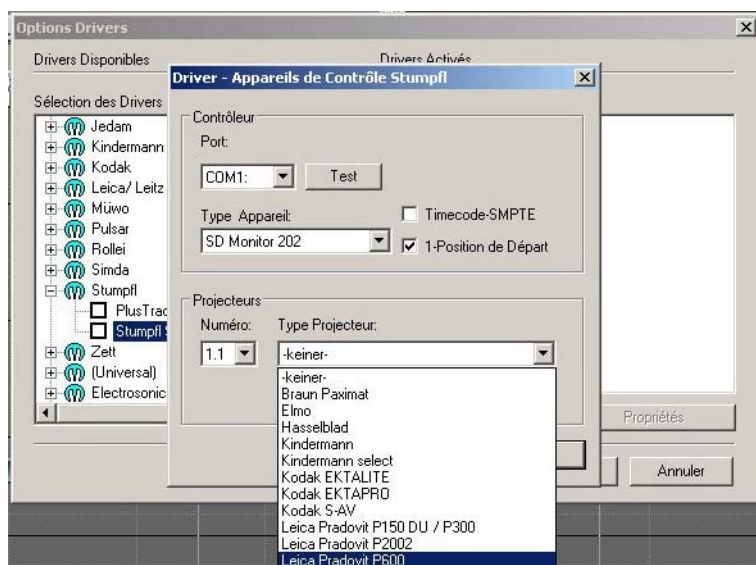 Options Drivers
Drivers Disponibles
Drivers Activés
Sélection des Drivers
Jedam
Kindermann
Kodak
Leica/ Leitz
Müwo
Pulsar
Rollei
Simda
Stumpfl
PlusTrac
Stumpfl S
Zett
(Universal)
Electrosonic
Propriétés
Annuler
Driver - Appareils de Contrôle Stumpfl
Contrôleur
Port:
COM1:
Test
Type Appareil:
Timecode-SMPTE
SD Monitor 202
1-Position de Départ
Projecteurs
Numéro:
Type Projecteur:
1.1
-keiner-
-keiner-
Braun Paximat
Elmo
Hasselblad
Kindermann
Kindermann select
Kodak EKTALITE
Kodak EKTAPRO
Kodak S-AV
Leica Pradovit P150 DU / P300
Leica Pradovit P2002
Leica Pradovit P600